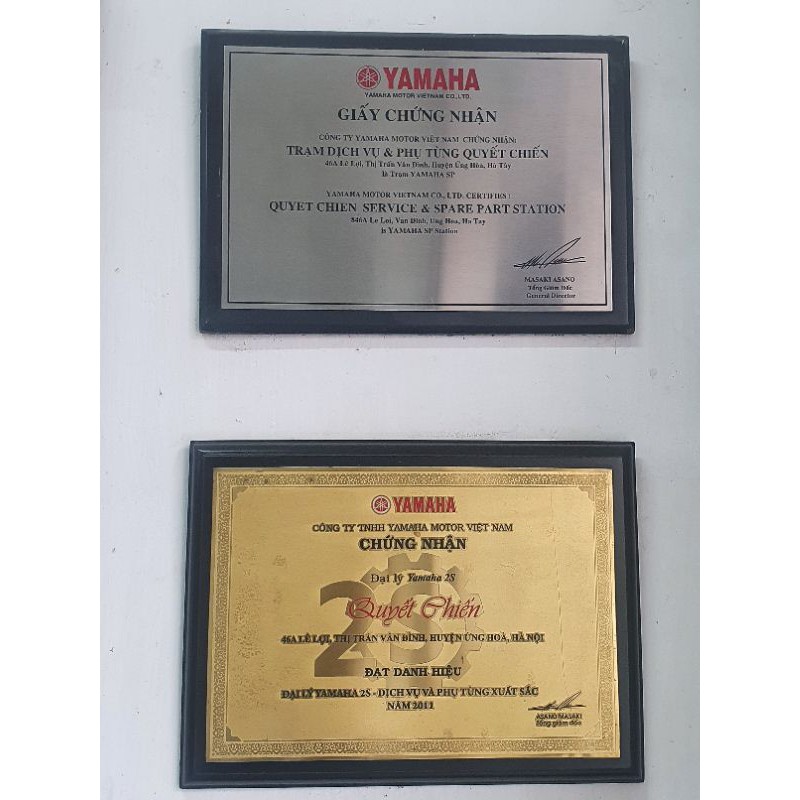 YAMAHA
YAMAHA MOTOR VIETNAM CO.,LTD.
GIẤY CHỨNG NHẬN
CÔNG TY YAMAHA MOTOR VIỆT NAM CHỨNG NHẬN:
TRẠM DỊCH VỤ & PHỤ TÙNG QUYẾT CHIẾN
46A Lê Lợi, Thị Trấn Vân Đình, Huyện Ứng Hòa, Hà Tây
là Trạm YAMAHA SP
YAMAHA MOTOR VIETNAM CO., LTD. CERTIFIES:
QUYET CHIEN SERVICE & SPARE PART STATION
846A Le Loi, Van Dinh, Ung Hoa, Ha Tay
is YAMAHA SP Station
MASAKI ASANO
Tổng Giám Đốc
General Director
YAMAHA
CÔNG TY TNHH YAMAHA MOTOR VIỆT NAM
CHỨNG NHẬN
Đại lý Yamaha 2S
2S
Quyết Chiến
46A LÊ LỢI, THỊ TRẤN VÂN ĐÌNH, HUYỆN ỨNG HOÀ, HÀ NỘI
ĐẠT DANH HIỆU
ĐẠI LÝ YAMAHA 2S - DỊCH VỤ VÀ PHỤ TÙNG XUẤT SẮC
NĂM 2011
ASANO MASAKI
Tổng giám đốc